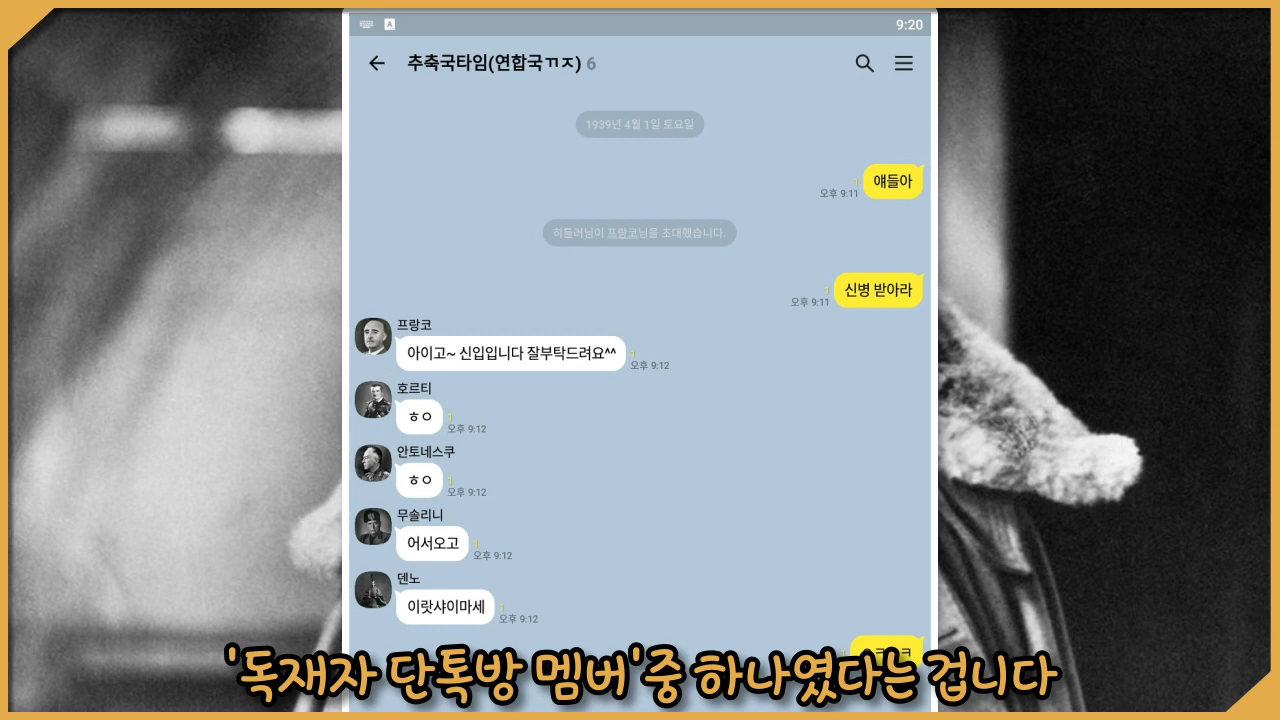 9:20
추축국타임(연합국ㄲㅈ) 6
1939년 4월 1일 토요일
얘들아
1
오후 9:11
히틀러님이 프랑코님을 초대했습니다.
신병 받아라
1
오후 9:11
프랑코
아이고~ 신입입니다 잘부탁드려요^^
1
오후 9:12
호르티
ㅎㅇ
1
오후 9:12
안토네스쿠
ㅎㅇ
1
오후 9:12
무솔리니
어서오고
1
오후 9:12
덴노
이랏샤이마세
1
오후 9:12
'독재자 단톡방 멤버'중 하나였다는 겁니다